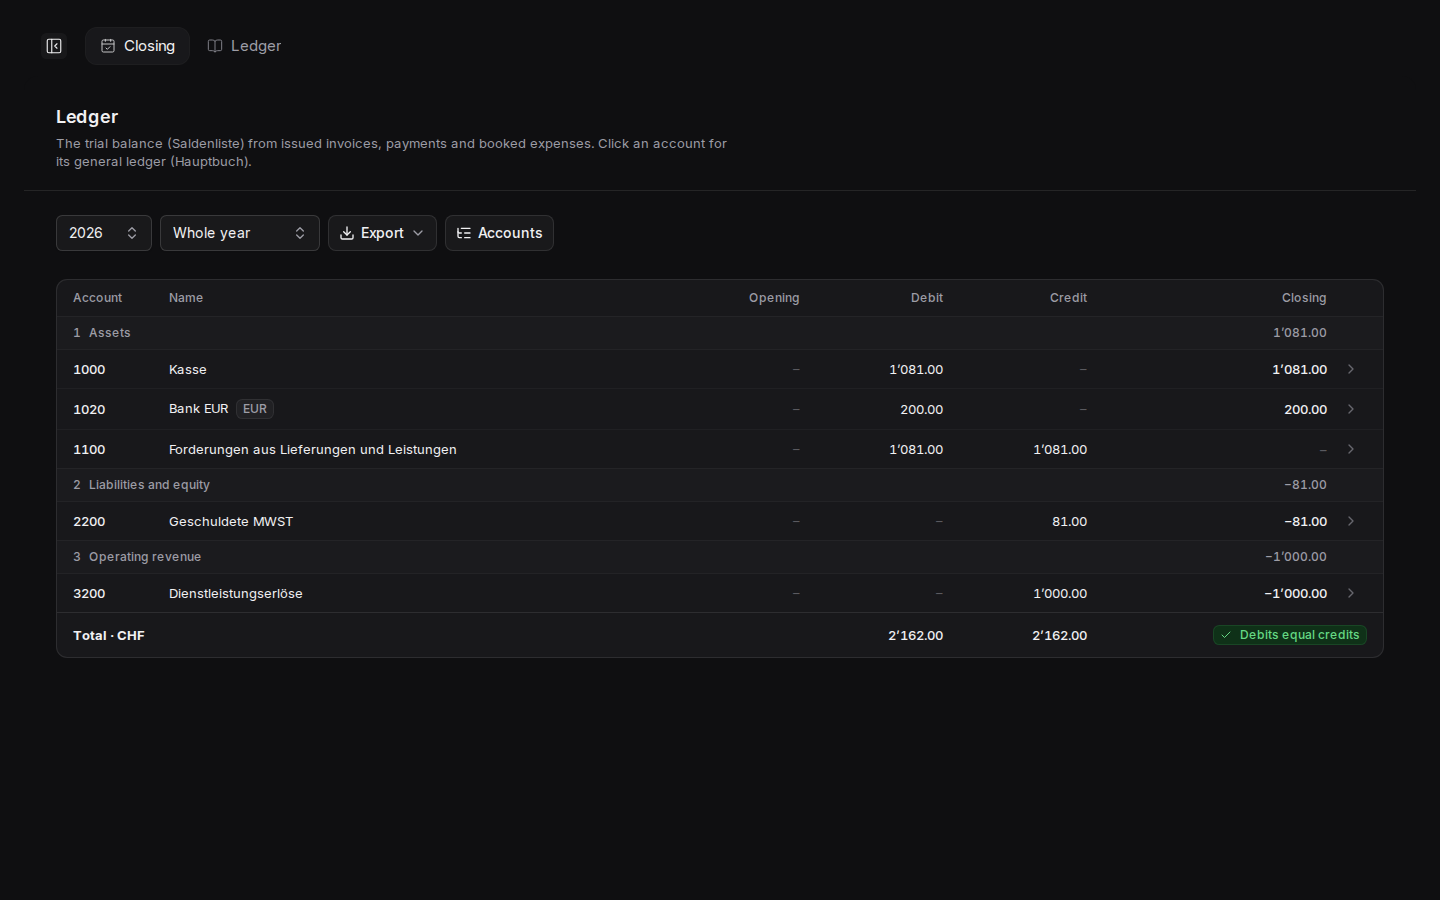 Closing Ledger
Ledger
The trial balance (Saldenliste) from issued invoices, payments and booked expenses. Click an account for
its general ledger (Hauptbuch).
2026 Whole year Export Accounts
Account Name Opening Debit Credit Closing
1 Assets 1’081.00
1000 Kasse – 1’081.00 – 1’081.00
1020 Bank EUR EUR – 200.00 – 200.00
1100 Forderungen aus Lieferungen und Leistungen – 1’081.00 1’081.00 –
2 Liabilities and equity −81.00
2200 Geschuldete MWST – – 81.00 −81.00
3 Operating revenue −1’000.00
3200 Dienstleistungserlöse – – 1’000.00 −1’000.00
Total · CHF 2’162.00 2’162.00 Debits equal credits